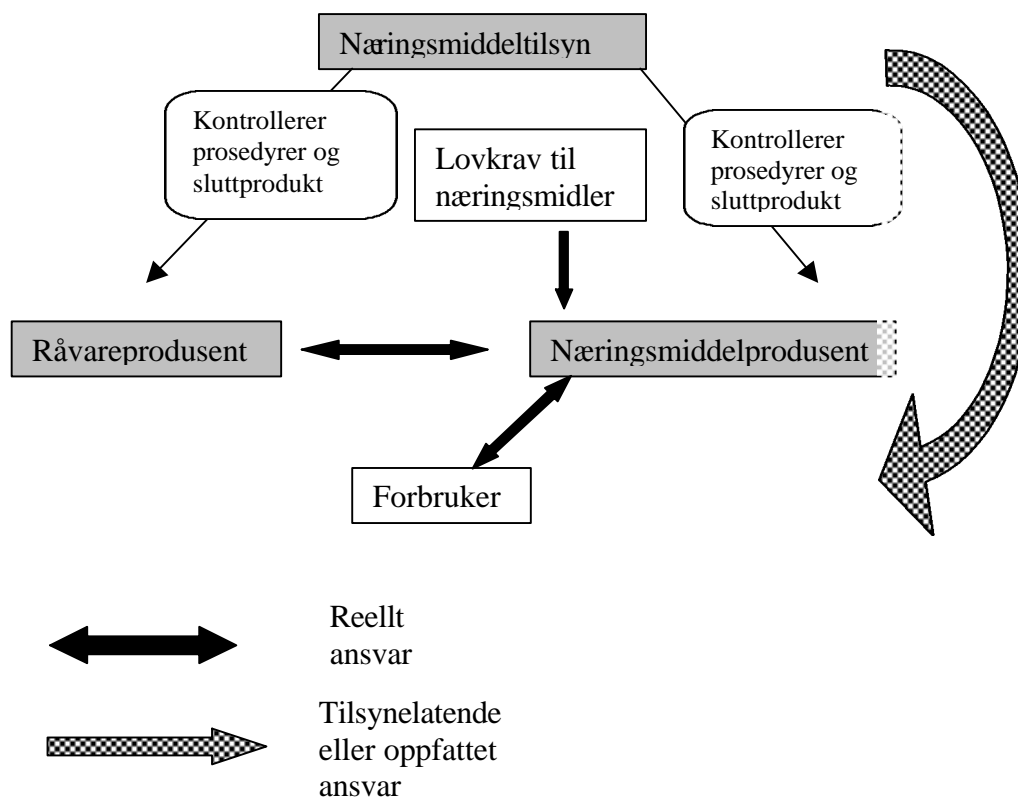 Næringsmiddeltilsyn
Kontrollerer
prosedyrer og
sluttprodukt
Lovkrav til
næringsmidler
Kontrollerer
prosedyrer og
sluttprodukt
Råvareprodusent
Næringsmiddelprodusent
Forbruker
Reellt
ansvar
Tilsynelatende
eller oppfattet
ansvar